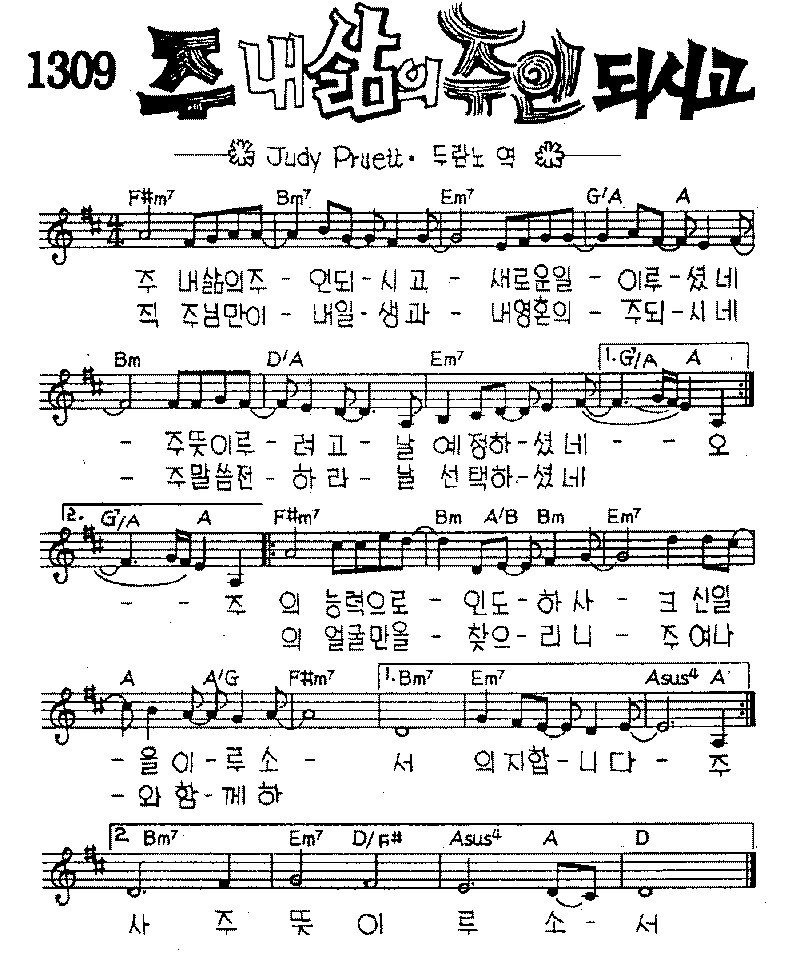 1309 주 내 삶의 주인 되시고
Judy Pruett · 두란노 역
F#m7 Bm7 Em7 G/A A
주 내삶의주 - 인되 - 시 고 - 새로운일 - 이루 - 셨 네
직 주님만이 - 내일 - 생 과 - 내영혼의 - 주되 - 시 네
Bm D/A Em7 1. G7/A A
- 주뜻이루 - 려 고 - 날 예정하 - 셨 네 - - 오
- 주말씀전 - 하 라 - 날 선택하 - 셨 네
2. G7/A A F#m7 Bm A/B Bm Em7
- - 주 의 능력으로 - 인도 - 하 사 - 크 신일
의 얼굴만을 - 찾으 - 리 니 - 주 여나
A A/G F#m7 1. Bm7 Em7 Asus4 A
- 을 이 - 루 소 - 서 의지합 - 니 다 - 주
- 와 함 - 께 하
2. Bm7 Em7 D/F# Asus4 A D
사 주 뜻 이 루 소 - 서